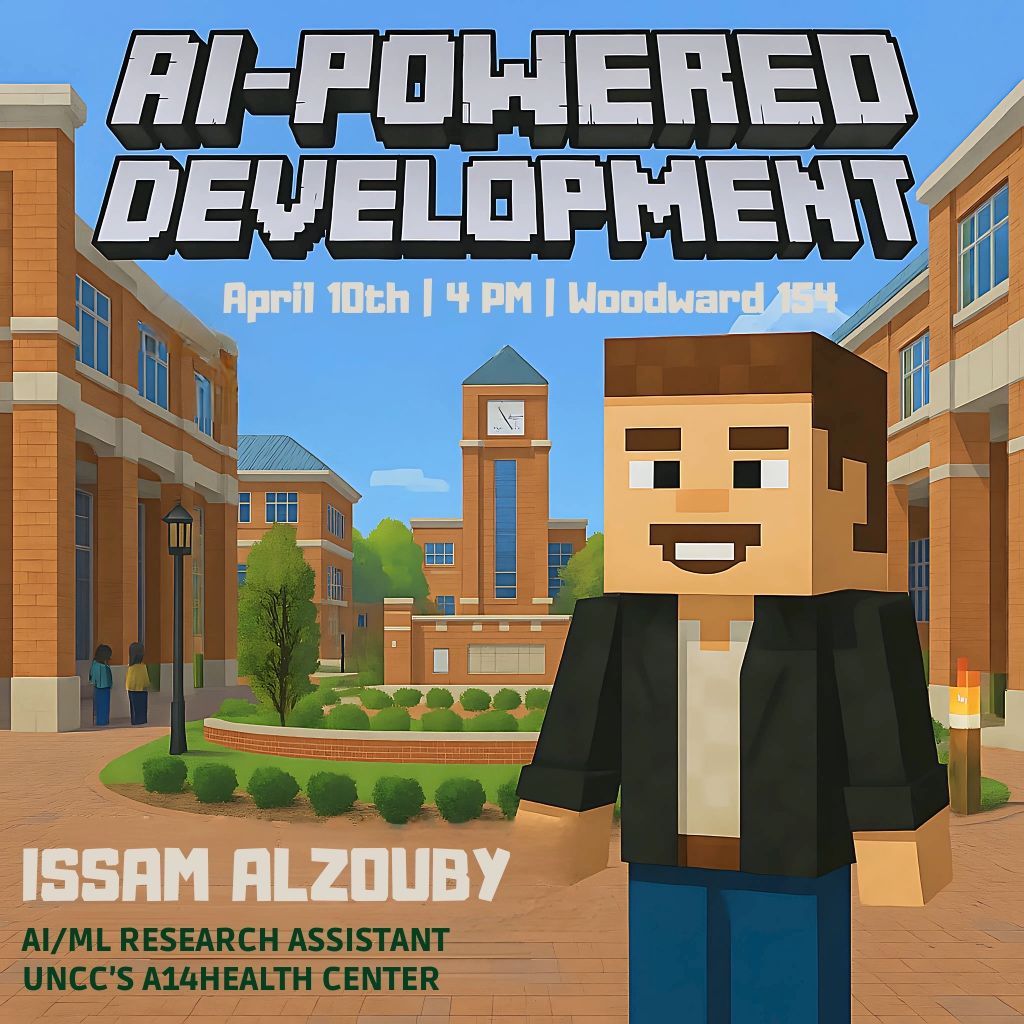 AI-POWERED
DEVELOPMENT
April 10th | 4 PM | Woodward 154
ISSAM ALZOUBY
AI/ML RESEARCH ASSISTANT
UNCC'S A14HEALTH CENTER